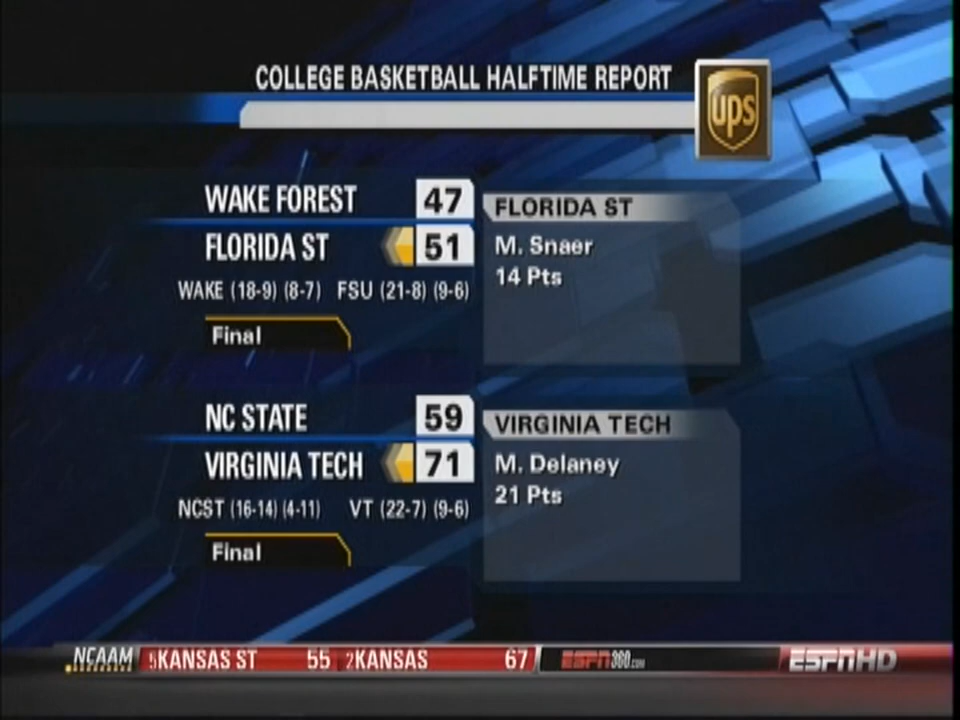 COLLEGE BASKETBALL HALFTIME REPORT
ups
WAKE FOREST 47
FLORIDA ST 51
WAKE (18-9) (8-7) FSU (21-8) (9-6)
Final
FLORIDA ST
M. Snaer
14 Pts
NC STATE 59
VIRGINIA TECH 71
NCST (16-14) (4-11) VT (22-7) (9-6)
Final
VIRGINIA TECH
M. Delaney
21 Pts
NCAAM 5KANSAS ST 55 2KANSAS 67 ESPN360.com ESPNHD